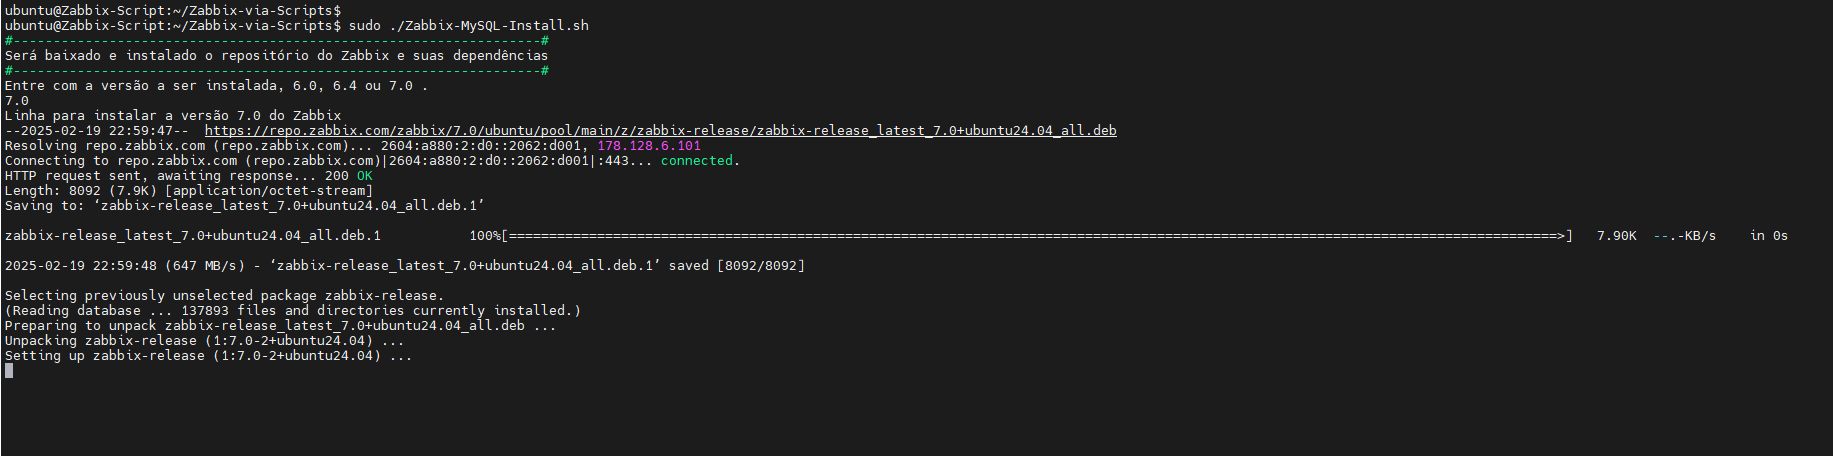 ubuntu@Zabbix-Script:~/Zabbix-via-Scripts$
ubuntu@Zabbix-Script:~/Zabbix-via-Scripts$ sudo ./Zabbix-MySQL-Install.sh
#------------------------------------------------------------------#
Será baixado e instalado o repositório do Zabbix e suas dependências
#------------------------------------------------------------------#
Entre com a versão a ser instalada, 6.0, 6.4 ou 7.0 .
7.0
Linha para instalar a versão 7.0 do Zabbix
--2025-02-19 22:59:47--  https://repo.zabbix.com/zabbix/7.0/ubuntu/pool/main/z/zabbix-release/zabbix-release_latest_7.0+ubuntu24.04_all.deb
Resolving repo.zabbix.com (repo.zabbix.com)... 2604:a880:2:d0::2062:d001, 178.128.6.101
Connecting to repo.zabbix.com (repo.zabbix.com)|2604:a880:2:d0::2062:d001|:443... connected.
HTTP request sent, awaiting response... 200 OK
Length: 8092 (7.9K) [application/octet-stream]
Saving to: ‘zabbix-release_latest_7.0+ubuntu24.04_all.deb.1’
zabbix-release_latest_7.0+ubuntu24.04_all.deb.1 100%[===================================================================================================================================>] 7.90K --.-KB/s in 0s
2025-02-19 22:59:48 (647 MB/s) - ‘zabbix-release_latest_7.0+ubuntu24.04_all.deb.1’ saved [8092/8092]
Selecting previously unselected package zabbix-release.
(Reading database ... 137893 files and directories currently installed.)
Preparing to unpack zabbix-release_latest_7.0+ubuntu24.04_all.deb ...
Unpacking zabbix-release (1:7.0-2+ubuntu24.04) ...
Setting up zabbix-release (1:7.0-2+ubuntu24.04) ...